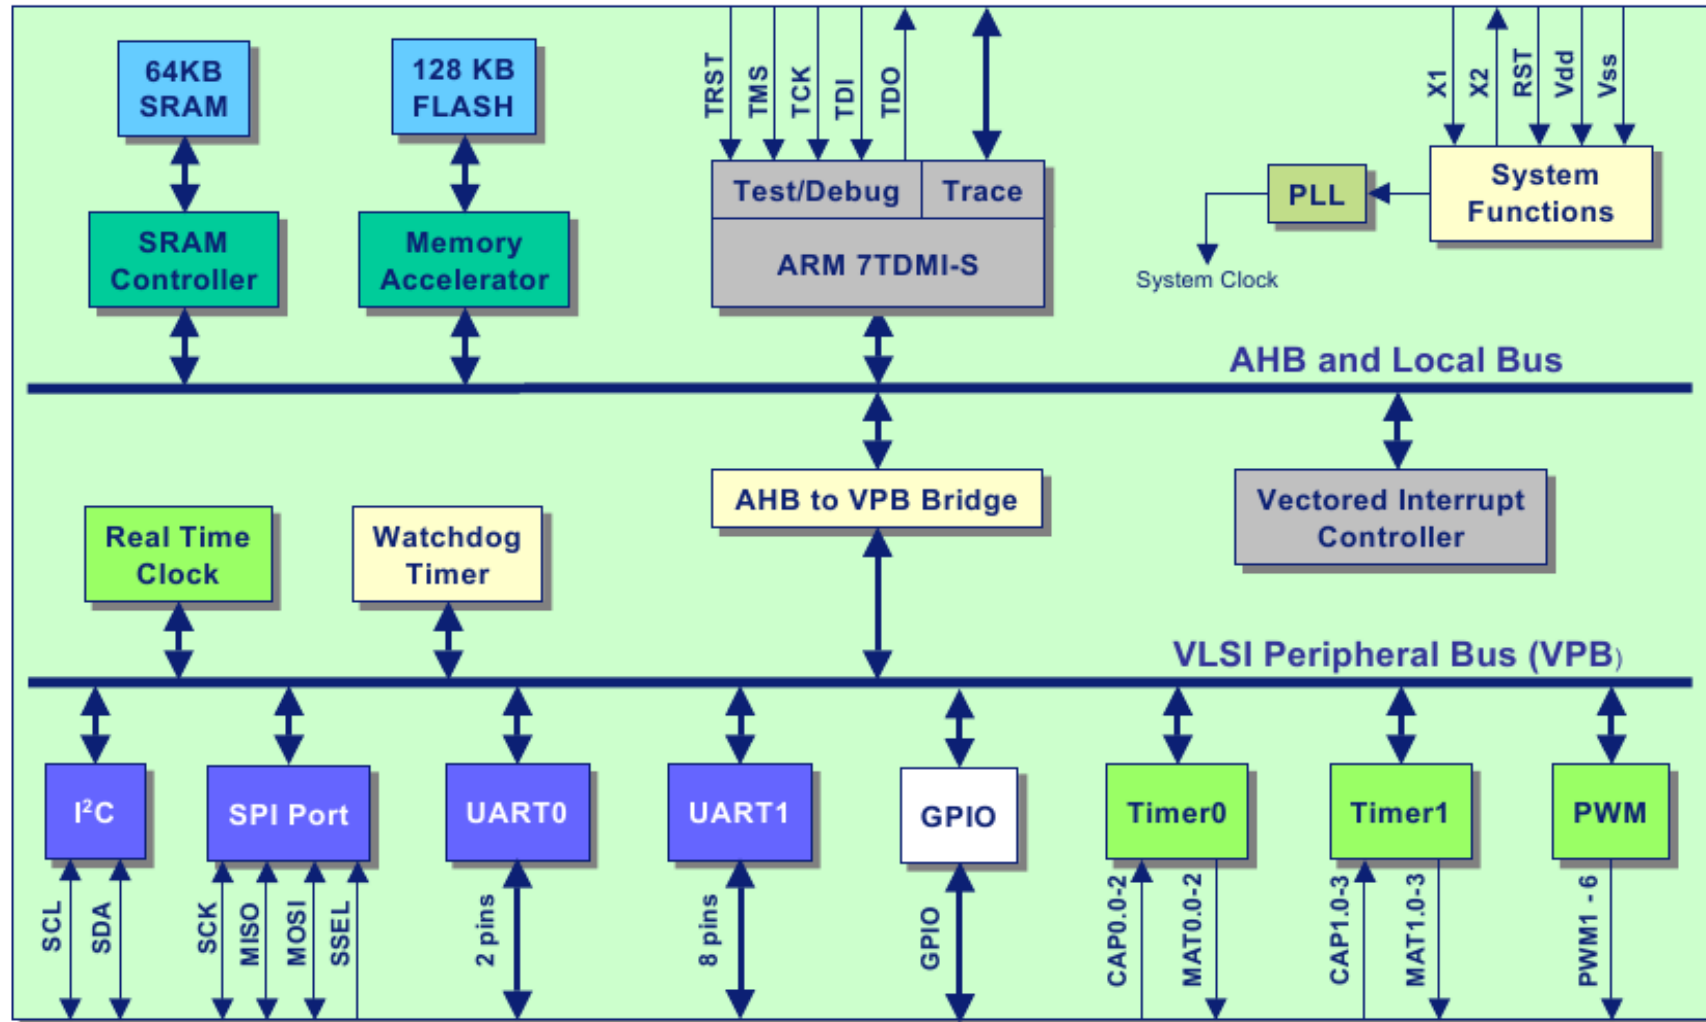 64KB
SRAM
128 KB
FLASH
TRST
TMS
TCK
TDI
TDO
X1
X2
RST
Vdd
Vss
Test/Debug
Trace
ARM 7TDMI-S
PLL
System
Functions
System Clock
SRAM
Controller
Memory
Accelerator
AHB and Local Bus
AHB to VPB Bridge
Vectored Interrupt
Controller
Real Time
Clock
Watchdog
Timer
VLSI Peripheral Bus (VPB)
I²C
SPI Port
UART0
UART1
GPIO
Timer0
Timer1
PWM
SCL
SDA
SCK
MISO
MOSI
SSEL
2 pins
8 pins
GPIO
CAP0.0-2
MAT0.0-2
CAP1.0-3
MAT1.0-3
PWM1 - 6